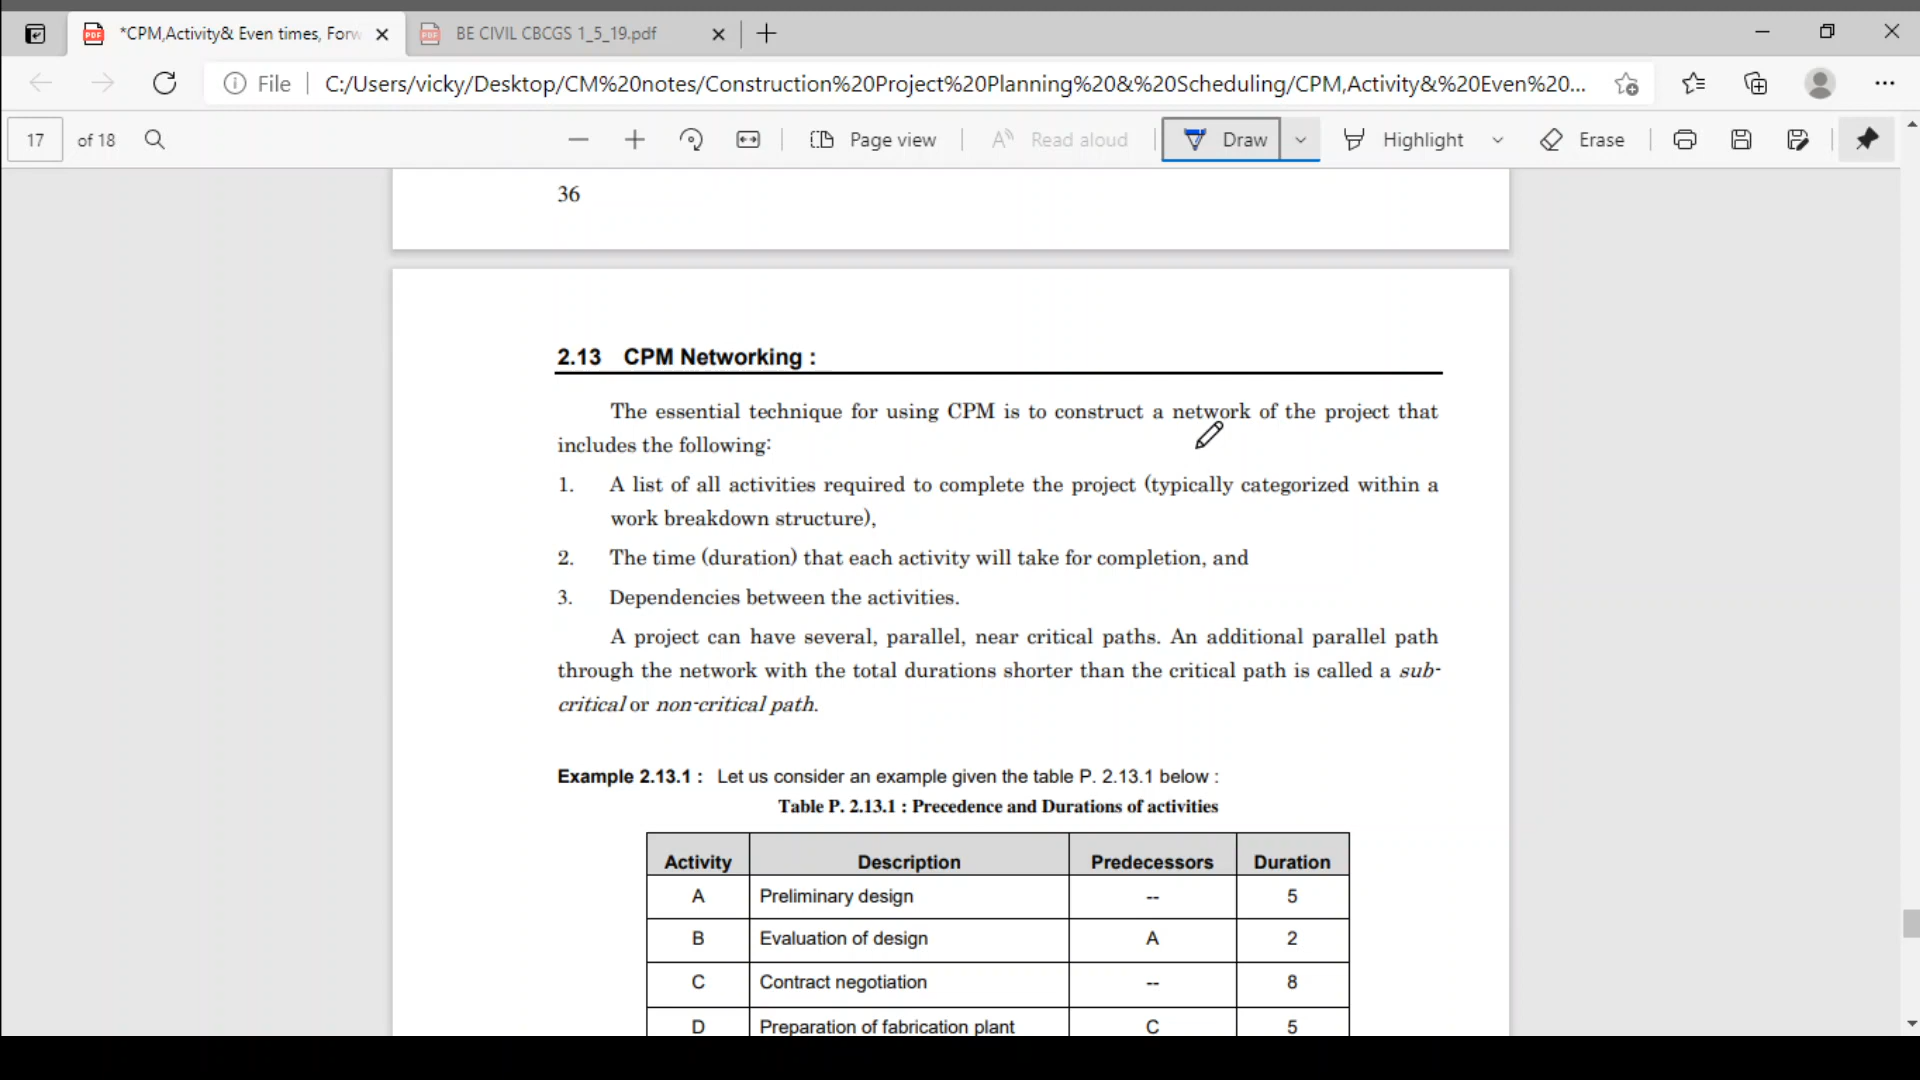 *CPM,Activity& Even times, Forw
BE CIVIL CBCGS 1_5_19.pdf
File
C:/Users/vicky/Desktop/CM%20notes/Construction%20Project%20Planning%20&%20Scheduling/CPM,Activity&%20Even%20...
17 of 18
Page view
Read aloud
Draw
Highlight
Erase
36
2.13 CPM Networking :
The essential technique for using CPM is to construct a network of the project that
includes the following:
1. A list of all activities required to complete the project (typically categorized within a
work breakdown structure),
2. The time (duration) that each activity will take for completion, and
3. Dependencies between the activities.
A project can have several, parallel, near critical paths. An additional parallel path
through the network with the total durations shorter than the critical path is called a sub-
critical or non-critical path.
Example 2.13.1 : Let us consider an example given the table P. 2.13.1 below :
Table P. 2.13.1 : Precedence and Durations of activities
Activity Description Predecessors Duration
A Preliminary design -- 5
B Evaluation of design A 2
C Contract negotiation -- 8
D Preparation of fabrication plant C 5